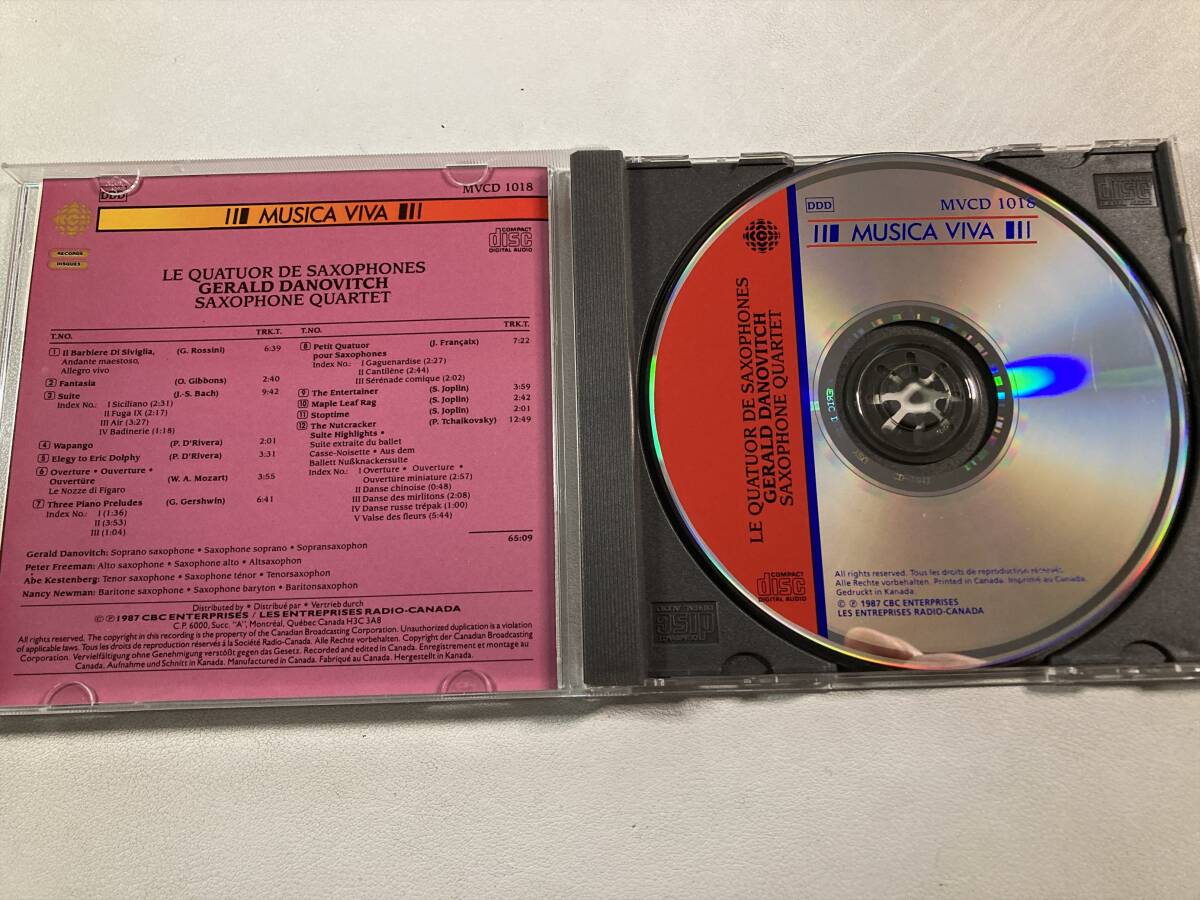 DDD
MVCD 1018
MUSICA VIVA
RECORDS
DISQUES
COMPACT
disc
DIGITAL AUDIO
LE QUATUOR DE SAXOPHONES
GERALD DANOVITCH
SAXOPHONE QUARTET
T.NO. TRK.T.
1 Il Barbiere Di Siviglia, (G. Rossini) 6:39
Andante maestoso,
Allegro vivo
2 Fantasia (O. Gibbons) 2:40
3 Suite (J.-S. Bach) 9:42
Index No.: I Siciliano (2:31)
II Fuga IX (2:17)
III Air (3:27)
IV Badinerie (1:18)
4 Wapango (P. D'Rivera) 2:01
5 Elegy to Eric Dolphy (P. D'Rivera) 3:31
6 Overture • Ouverture •
Ouvertüre (W. A. Mozart) 3:55
Le Nozze di Figaro
7 Three Piano Preludes (G. Gershwin) 6:41
Index No.: I (1:36)
II (3:53)
III (1:04)
T.NO. TRK.T.
8 Petit Quatuor (J. Françaix) 7:22
pour Saxophones
Index No.: I Gaguenardise (2:27)
II Cantilène (2:44)
III Sérénade comique (2:02)
9 The Entertainer (S. Joplin) 3:59
10 Maple Leaf Rag (S. Joplin) 2:42
11 Stoptime (S. Joplin) 2:01
12 The Nutcracker (P. Tchaikovsky) 12:49
Suite Highlights •
Suite extraite du ballet
Casse-Noisette • Aus dem
Ballett Nußknackersuite
Index No.: I Overture • Ouverture •
Ouvertüre miniature (2:57)
II Danse chinoise (0:48)
III Danse des mirlitons (2:08)
IV Danse russe trépak (1:00)
V Valse des fleurs (5:44)
65:09
Gerald Danovitch: Soprano saxophone • Saxophone soprano • Sopransaxophon
Peter Freeman: Alto saxophone • Saxophone alto • Altsaxophon
Abe Kestenberg: Tenor saxophone • Saxophone ténor • Tenorsaxophon
Nancy Newman: Baritone saxophone • Saxophone baryton • Baritonsaxophon
Distributed by • Distribué par • Vertrieb durch
© ℗ 1987 CBC ENTERPRISES / LES ENTREPRISES RADIO-CANADA
C.P. 6000, Succ. "A", Montréal, Québec Canada H3C 3A8
All rights reserved. The copyright in this recording is the property of the Canadian Broadcasting Corporation. Unauthorized duplication is a violation
of applicable laws. Tous les droits de reproduction réservés à la Société Radio-Canada. Alle Rechte vorbehalten. Copyright der Canadian Broadcasting
Corporation. Vervielfältigung ohne Genehmigung verstößt gegen das Gesetz. Recorded and edited in Canada. Enregistrement et montage au
Canada. Aufnahme und Schnitt in Kanada. Manufactured in Canada. Fabriqué au Canada. Hergestellt in Kanada.
DDD
MVCD 1018
MUSICA VIVA
LE QUATUOR DE SAXOPHONES
GERALD DANOVITCH
SAXOPHONE QUARTET
COMPACT
disc
DIGITAL AUDIO
All rights reserved. Tous les droits de reproduction réservés.
Alle Rechte vorbehalten. Printed in Canada. Imprimé au Canada.
Gedruckt in Kanada.
© ℗ 1987 CBC ENTERPRISES
LES ENTREPRISES RADIO-CANADA
disc
COMPACT
disc
DIGITAL AUDIO